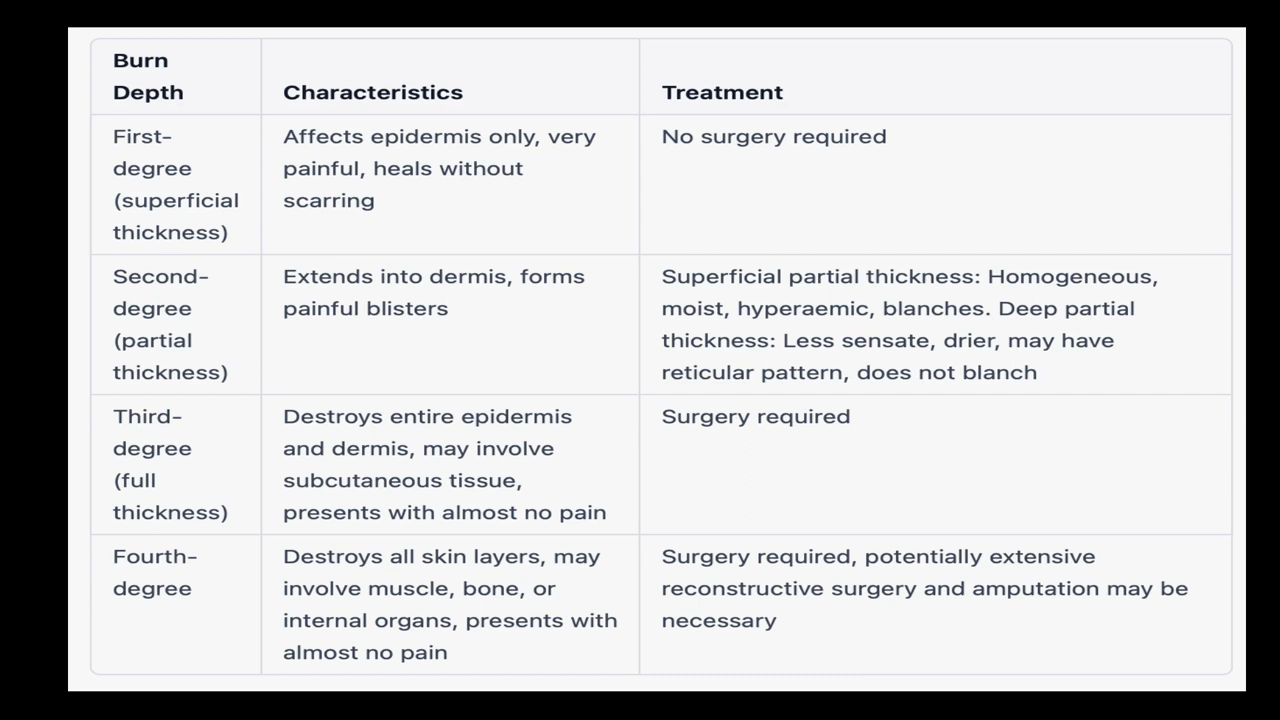 Burn
Depth
Characteristics
Treatment
First-
degree
(superficial
thickness)
Affects epidermis only, very
painful, heals without
scarring
No surgery required
Second-
degree
(partial
thickness)
Extends into dermis, forms
painful blisters
Superficial partial thickness: Homogeneous,
moist, hyperaemic, blanches. Deep partial
thickness: Less sensate, drier, may have
reticular pattern, does not blanch
Third-
degree
(full
thickness)
Destroys entire epidermis
and dermis, may involve
subcutaneous tissue,
presents with almost no pain
Surgery required
Fourth-
degree
Destroys all skin layers, may
involve muscle, bone, or
internal organs, presents with
almost no pain
Surgery required, potentially extensive
reconstructive surgery and amputation may be
necessary